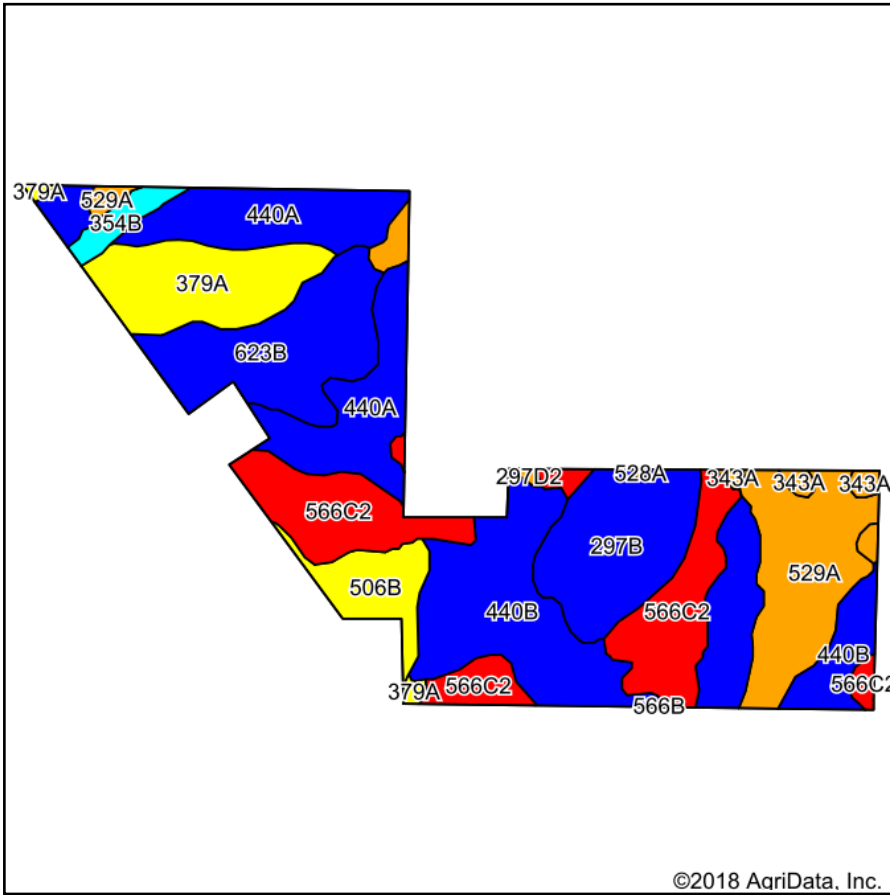 379A
529A
354B
440A
379A
623B
440A
566C2
506B
379A
566C2
297D2
528A
343A
343A
343A
297B
440B
566C2
529A
440B
566C2
566B
©2018 AgriData, Inc.